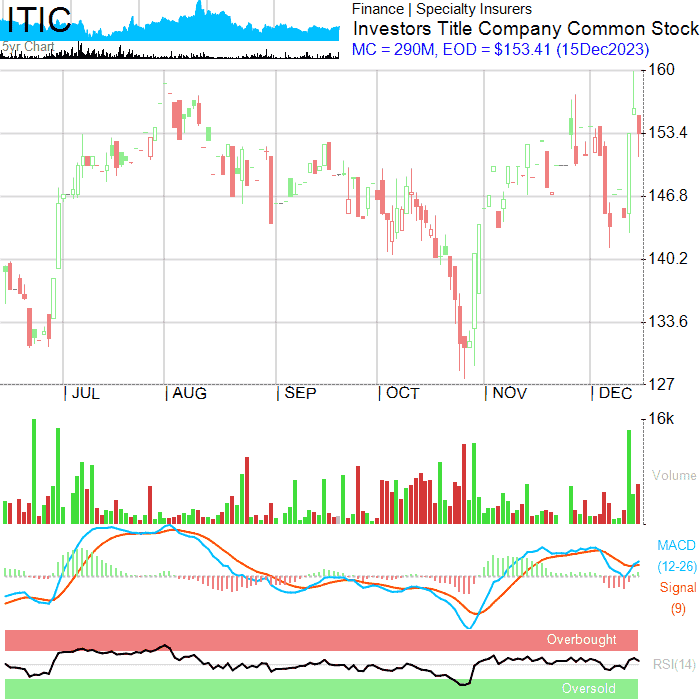 ITIC
5yr Chart
Finance | Specialty Insurers
Investors Title Company Common Stock
MC = 290M, EOD = $153.41 (15Dec2023)
160
153.4
146.8
140.2
133.6
127
| JUL | AUG | SEP | OCT | NOV | DEC
16k
Volume
MACD
(12-26)
Signal
(9)
Overbought
RSI(14)
Oversold